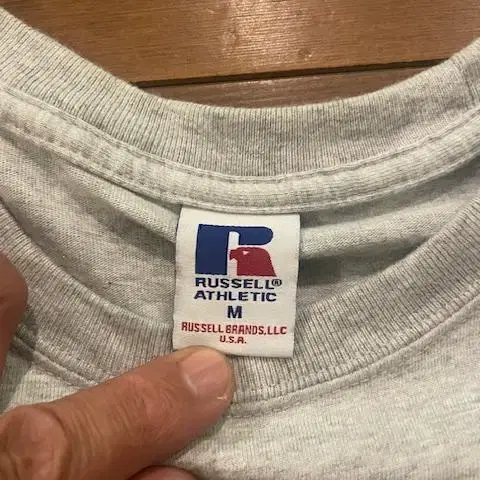 R
RUSSELL®
ATHLETIC
M
RUSSELL BRANDS, LLC
U.S.A.